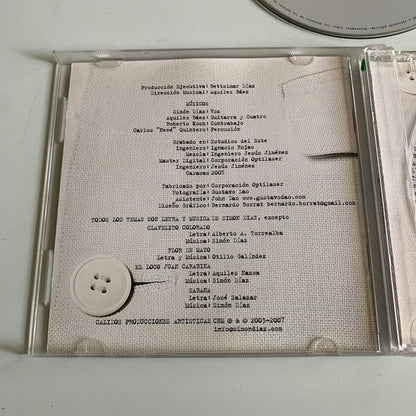 Producción Ejecutiva: Bettsimar Díaz
Dirección Musical: Aquiles Báez
MÚSICOS
Simón Díaz: Voz
Aquiles Báez: Guitarra y Cuatro
Roberto Koch: Contrabajo
Carlos "Nené" Quintero: Percusión
Grabado en: Estudios del Este
Ingeniero: Ignacio Rojas
Mezcla: Ingeniero Jesús Jiménez
Master Digital: Corporación Optilaser
Ingeniero: Jesús Jiménez
Caracas 2007
Fabricado por: Corporación Optilaser
Fotografía: Gustavo Dao
Asistente: John Dao www.gustavodao.com
Diseño Gráfico: Bernardo Borrat bernardo.borrat@gmail.com
TODOS LOS TEMAS SON LETRA Y MÚSICA DE SIMON DIAZ, excepto
CLAVELITO COLORADO
Letra: Alberto A. Torrealba
Música: Simón Díaz
FLOR DE MAYO
Letra y Música: Otilio Galíndez
EL LOCO JUAN CARABINA
Letra: Aquiles Nazoa
Música: Simón Díaz
SABANA
Letra: José Salazar
Música: Simón Díaz
CALIDOS PRODUCCIONES ARTISTICAS CBM ℗ & © 2003-2007
info@simondiaz.com